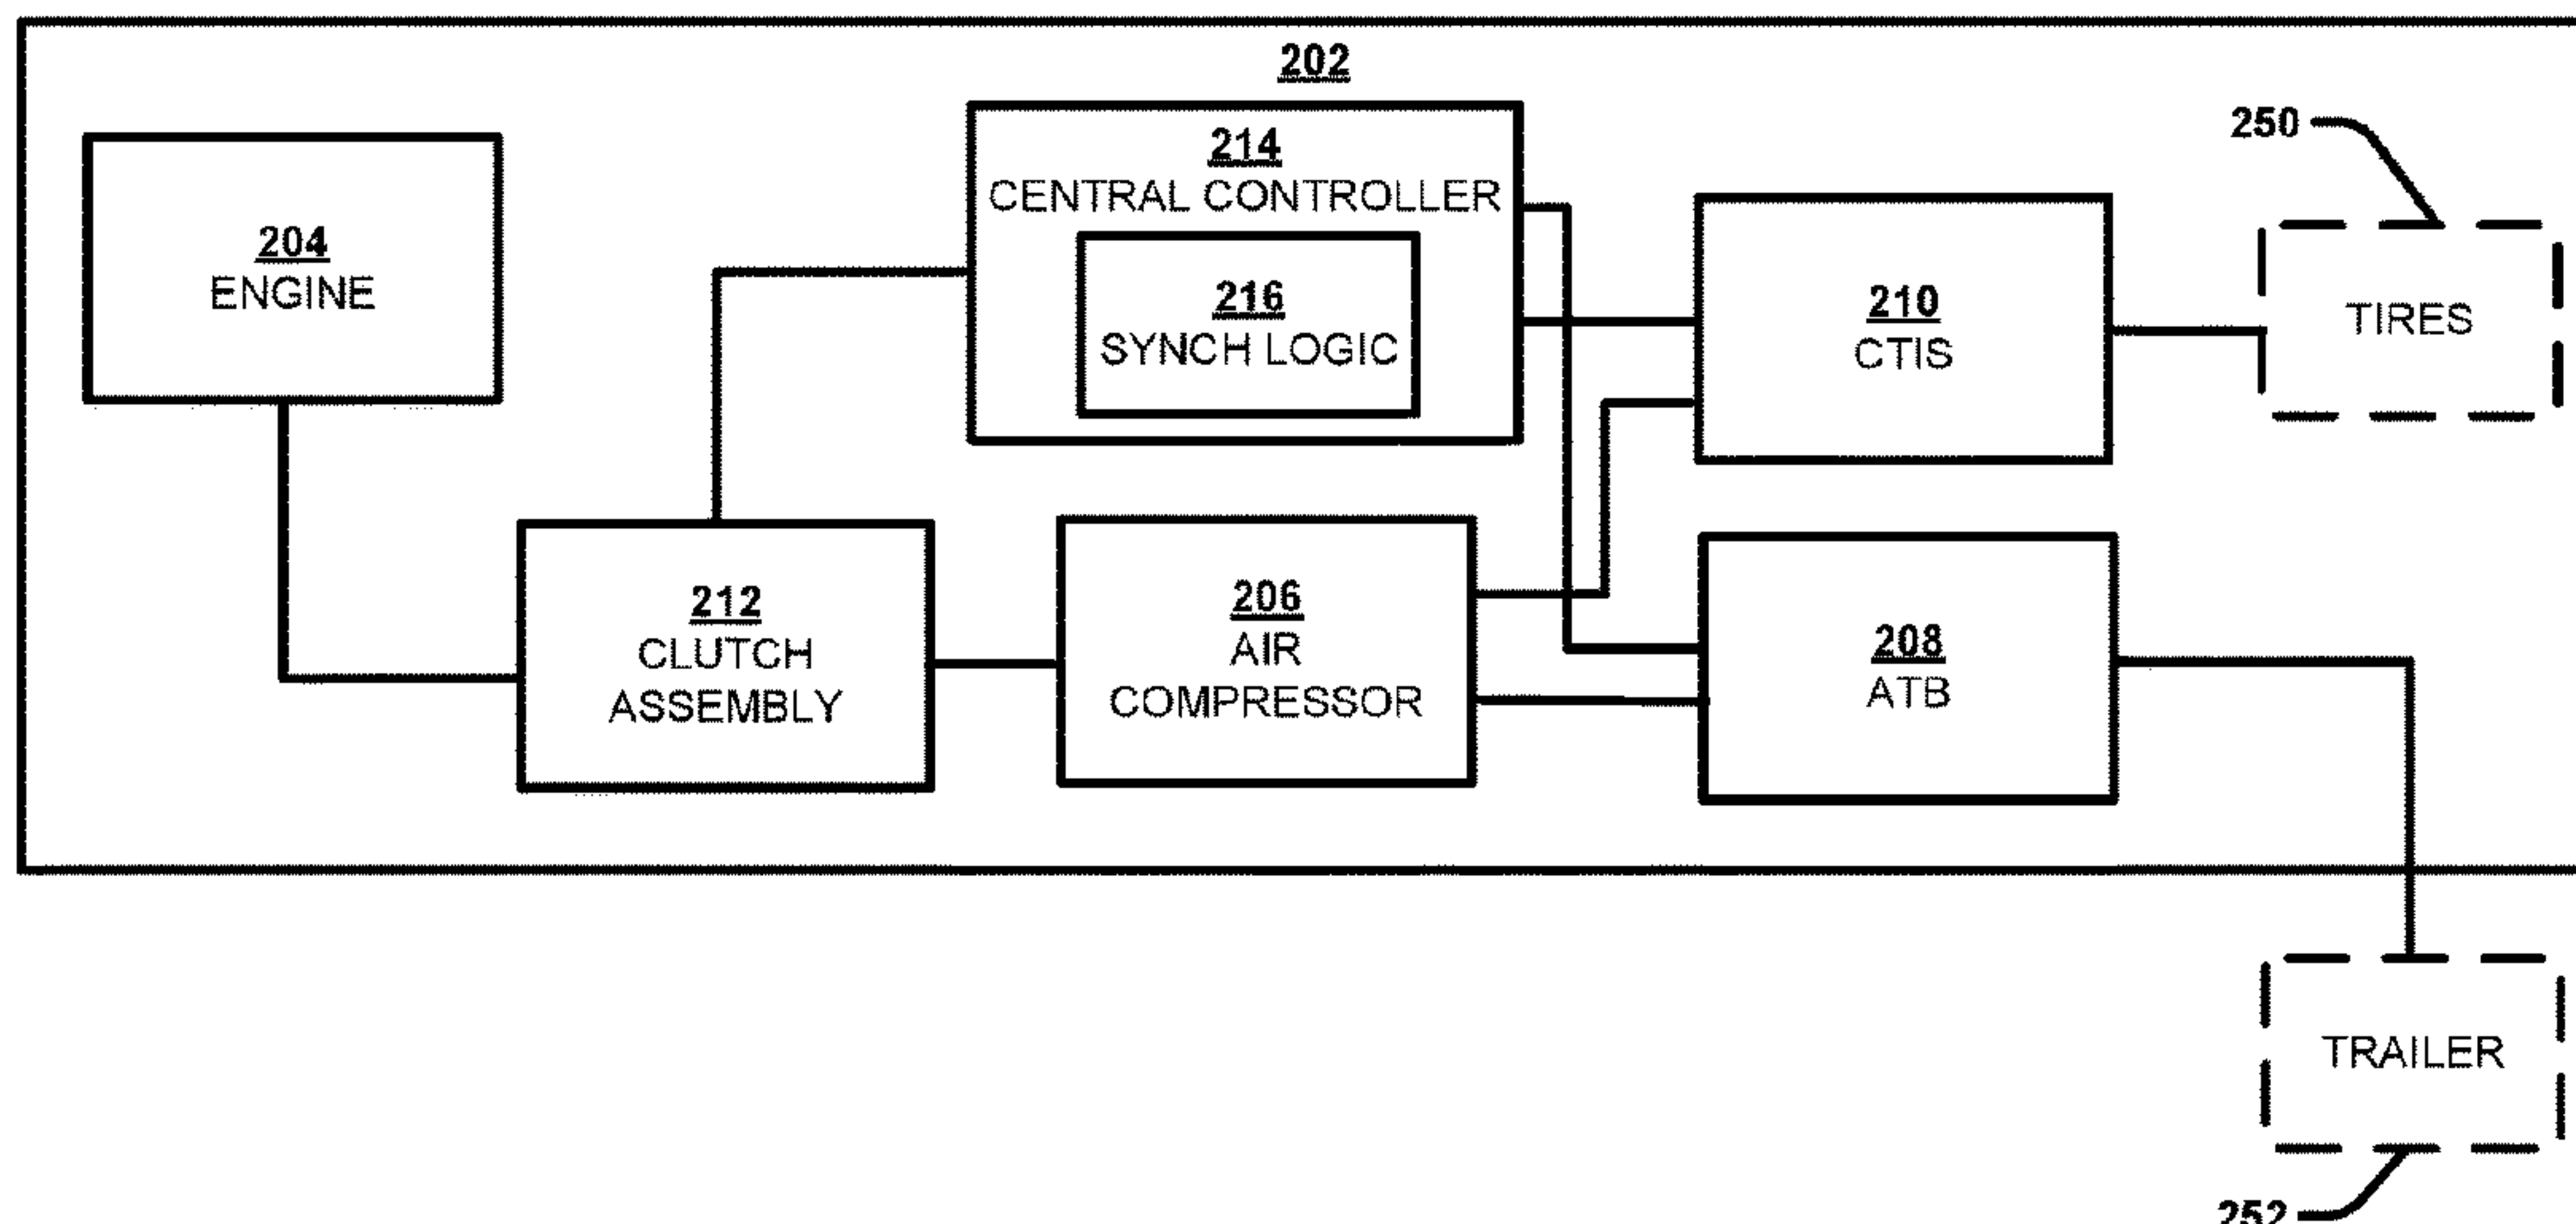 202
214
CENTRAL CONTROLLER
250
204
ENGINE
216
SYNCH LOGIC
210
CTIS
TIRES
212
CLUTCH
ASSEMBLY
206
AIR
COMPRESSOR
208
ATB
TRAILER
252